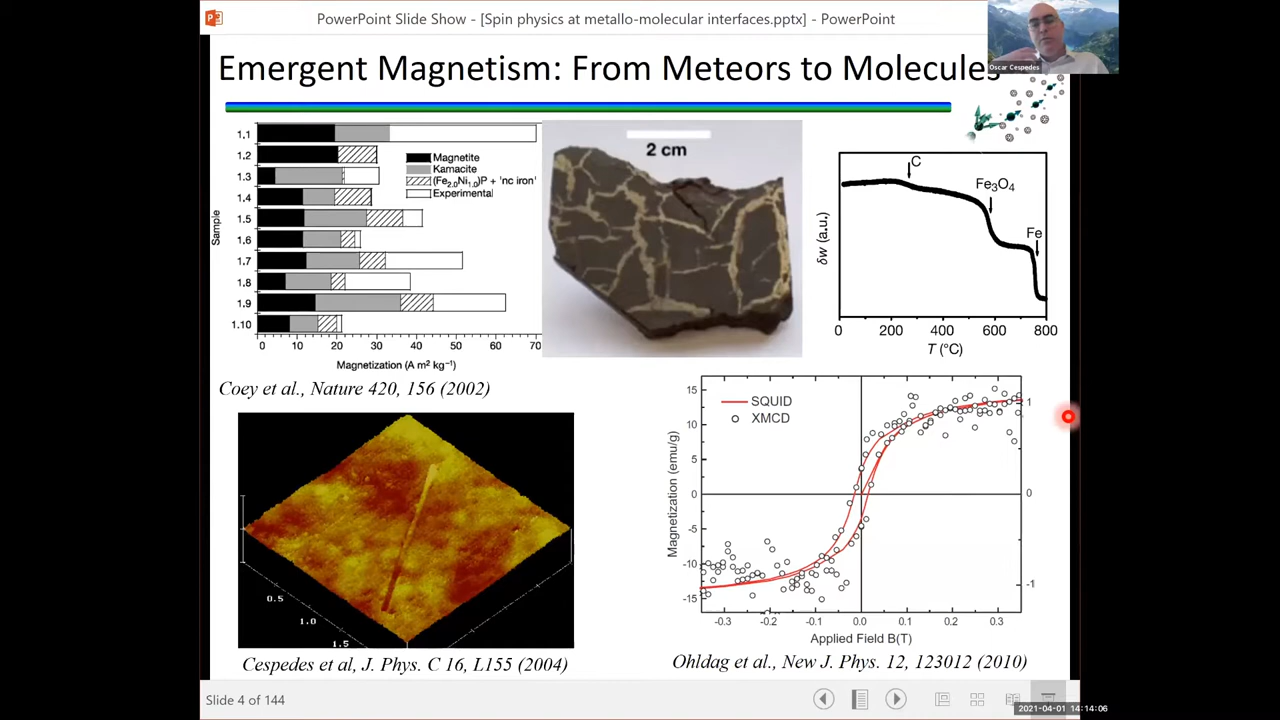 PowerPoint Slide Show - [Spin physics at metallo-molecular interfaces.pptx] - PowerPoint
Oscar Cespedes
Emergent Magnetism: From Meteors to Molecules
Sample
1.1
1.2
1.3
1.4
1.5
1.6
1.7
1.8
1.9
1.10
Magnetite
Kamacite
(Fe2.0Ni1.0)P + 'nc iron'
Experimental
0 10 20 30 40 50 60 70
Magnetization (A m² kg⁻¹)
Coey et al., Nature 420, 156 (2002)
2 cm
C
Fe3O4
Fe
δw (a.u.)
0 200 400 600 800
T (°C)
0.5
1.0
1.5
Cespedes et al, J. Phys. C 16, L155 (2004)
SQUID
XMCD
Magnetization (emu/g)
15
10
5
0
-5
-10
-15
1
0
-1
-0.3 -0.2 -0.1 0.0 0.1 0.2 0.3
Applied Field B(T)
Ohldag et al., New J. Phys. 12, 123012 (2010)
Slide 4 of 144
2021-04-01 14:14:06